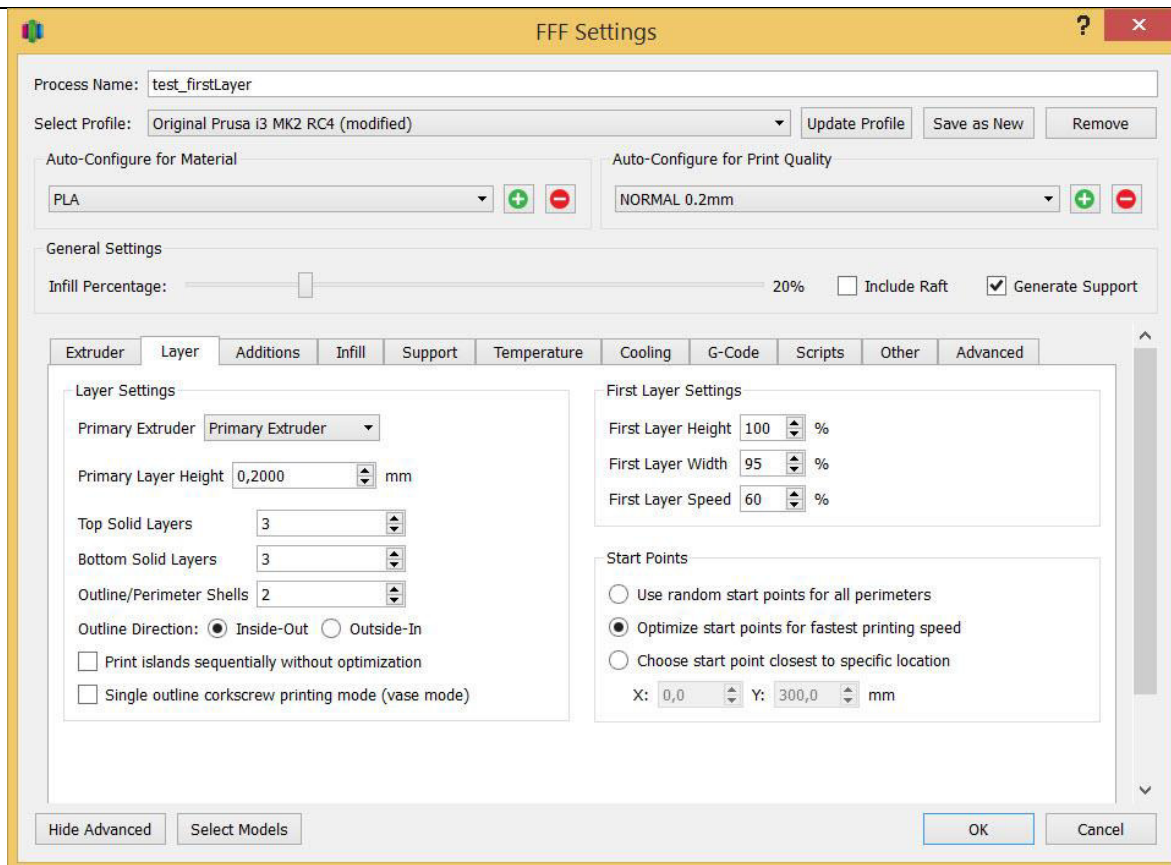 FFF Settings
?
×
Process Name: test_firstLayer
Select Profile: Original Prusa i3 MK2 RC4 (modified) Update Profile Save as New Remove
Auto-Configure for Material Auto-Configure for Print Quality
PLA NORMAL 0.2mm
General Settings
Infill Percentage: 20% Include Raft Generate Support
Extruder Layer Additions Infill Support Temperature Cooling G-Code Scripts Other Advanced
Layer Settings
Primary Extruder Primary Extruder
Primary Layer Height 0,2000 mm
Top Solid Layers 3
Bottom Solid Layers 3
Outline/Perimeter Shells 2
Outline Direction: Inside-Out Outside-In
Print islands sequentially without optimization
Single outline corkscrew printing mode (vase mode)
First Layer Settings
First Layer Height 100 %
First Layer Width 95 %
First Layer Speed 60 %
Start Points
Use random start points for all perimeters
Optimize start points for fastest printing speed
Choose start point closest to specific location
X: 0,0 Y: 300,0 mm
Hide Advanced Select Models OK Cancel